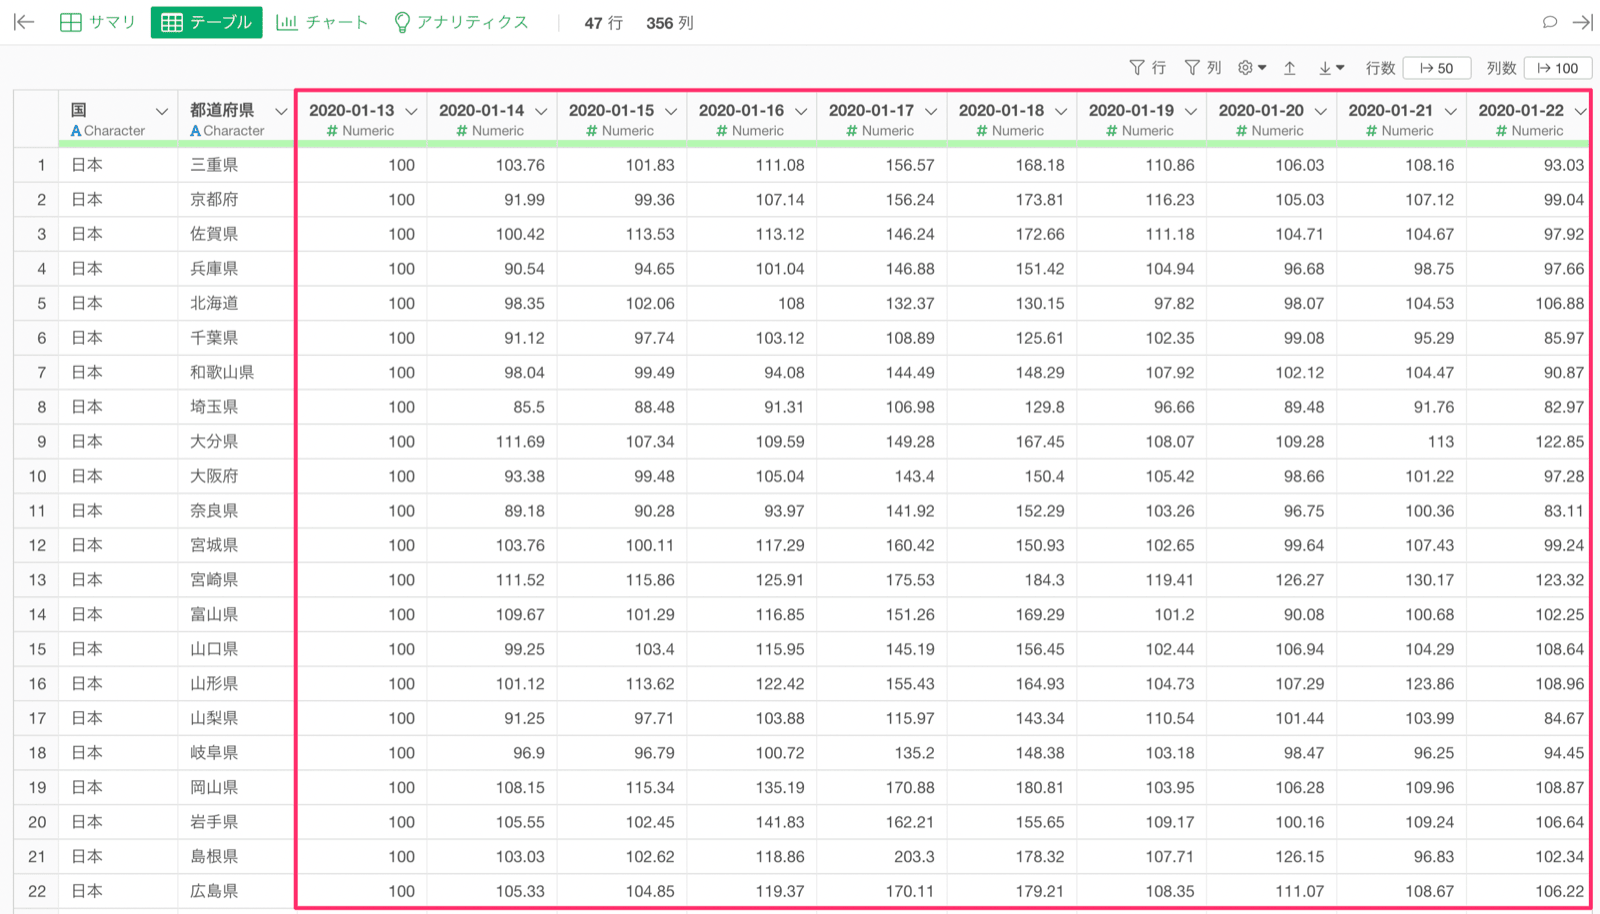 サマリ テーブル チャート アナリティクス 47 行 356 列
行 列 行数 50 列数 100
国 都道府県 2020-01-13 2020-01-14 2020-01-15 2020-01-16 2020-01-17 2020-01-18 2020-01-19 2020-01-20 2020-01-21 2020-01-22
A Character A Character # Numeric # Numeric # Numeric # Numeric # Numeric # Numeric # Numeric # Numeric # Numeric # Numeric
1 日本 三重県 100 103.76 101.83 111.08 156.57 168.18 110.86 106.03 108.16 93.03
2 日本 京都府 100 91.99 99.36 107.14 156.24 173.81 116.23 105.03 107.12 99.04
3 日本 佐賀県 100 100.42 113.53 113.12 146.24 172.66 111.18 104.71 104.67 97.92
4 日本 兵庫県 100 90.54 94.65 101.04 146.88 151.42 104.94 96.68 98.75 97.66
5 日本 北海道 100 98.35 102.06 108 132.37 130.15 97.82 98.07 104.53 106.88
6 日本 千葉県 100 91.12 97.74 103.12 108.89 125.61 102.35 99.08 95.29 85.97
7 日本 和歌山県 100 98.04 99.49 94.08 144.49 148.29 107.92 102.12 104.47 90.87
8 日本 埼玉県 100 85.5 88.48 91.31 106.98 129.8 96.66 89.48 91.76 82.97
9 日本 大分県 100 111.69 107.34 109.59 149.28 167.45 108.07 109.28 113 122.85
10 日本 大阪府 100 93.38 99.48 105.04 143.4 150.4 105.42 98.66 101.22 97.28
11 日本 奈良県 100 89.18 90.28 93.97 141.92 152.29 103.26 96.75 100.36 83.11
12 日本 宮城県 100 103.76 100.11 117.29 160.42 150.93 102.65 99.64 107.43 99.24
13 日本 宮崎県 100 111.52 115.86 125.91 175.53 184.3 119.41 126.27 130.17 123.32
14 日本 富山県 100 109.67 101.29 116.85 151.26 169.29 101.2 90.08 100.68 102.25
15 日本 山口県 100 99.25 103.4 115.95 145.19 156.45 102.44 106.94 104.29 108.64
16 日本 山形県 100 101.12 113.62 122.42 155.43 164.93 104.73 107.29 123.86 108.96
17 日本 山梨県 100 91.25 97.71 103.88 115.97 143.34 110.54 101.44 103.99 84.67
18 日本 岐阜県 100 96.9 96.79 100.72 135.2 148.38 103.18 98.47 96.25 94.45
19 日本 岡山県 100 108.15 115.34 135.19 170.88 180.81 103.95 106.28 109.96 108.87
20 日本 岩手県 100 105.55 102.45 141.83 162.21 155.65 109.17 100.16 109.24 106.64
21 日本 島根県 100 103.03 102.62 118.86 203.3 178.32 107.71 126.15 96.83 102.34
22 日本 広島県 100 105.33 104.85 119.37 170.11 179.21 108.35 111.07 108.67 106.22